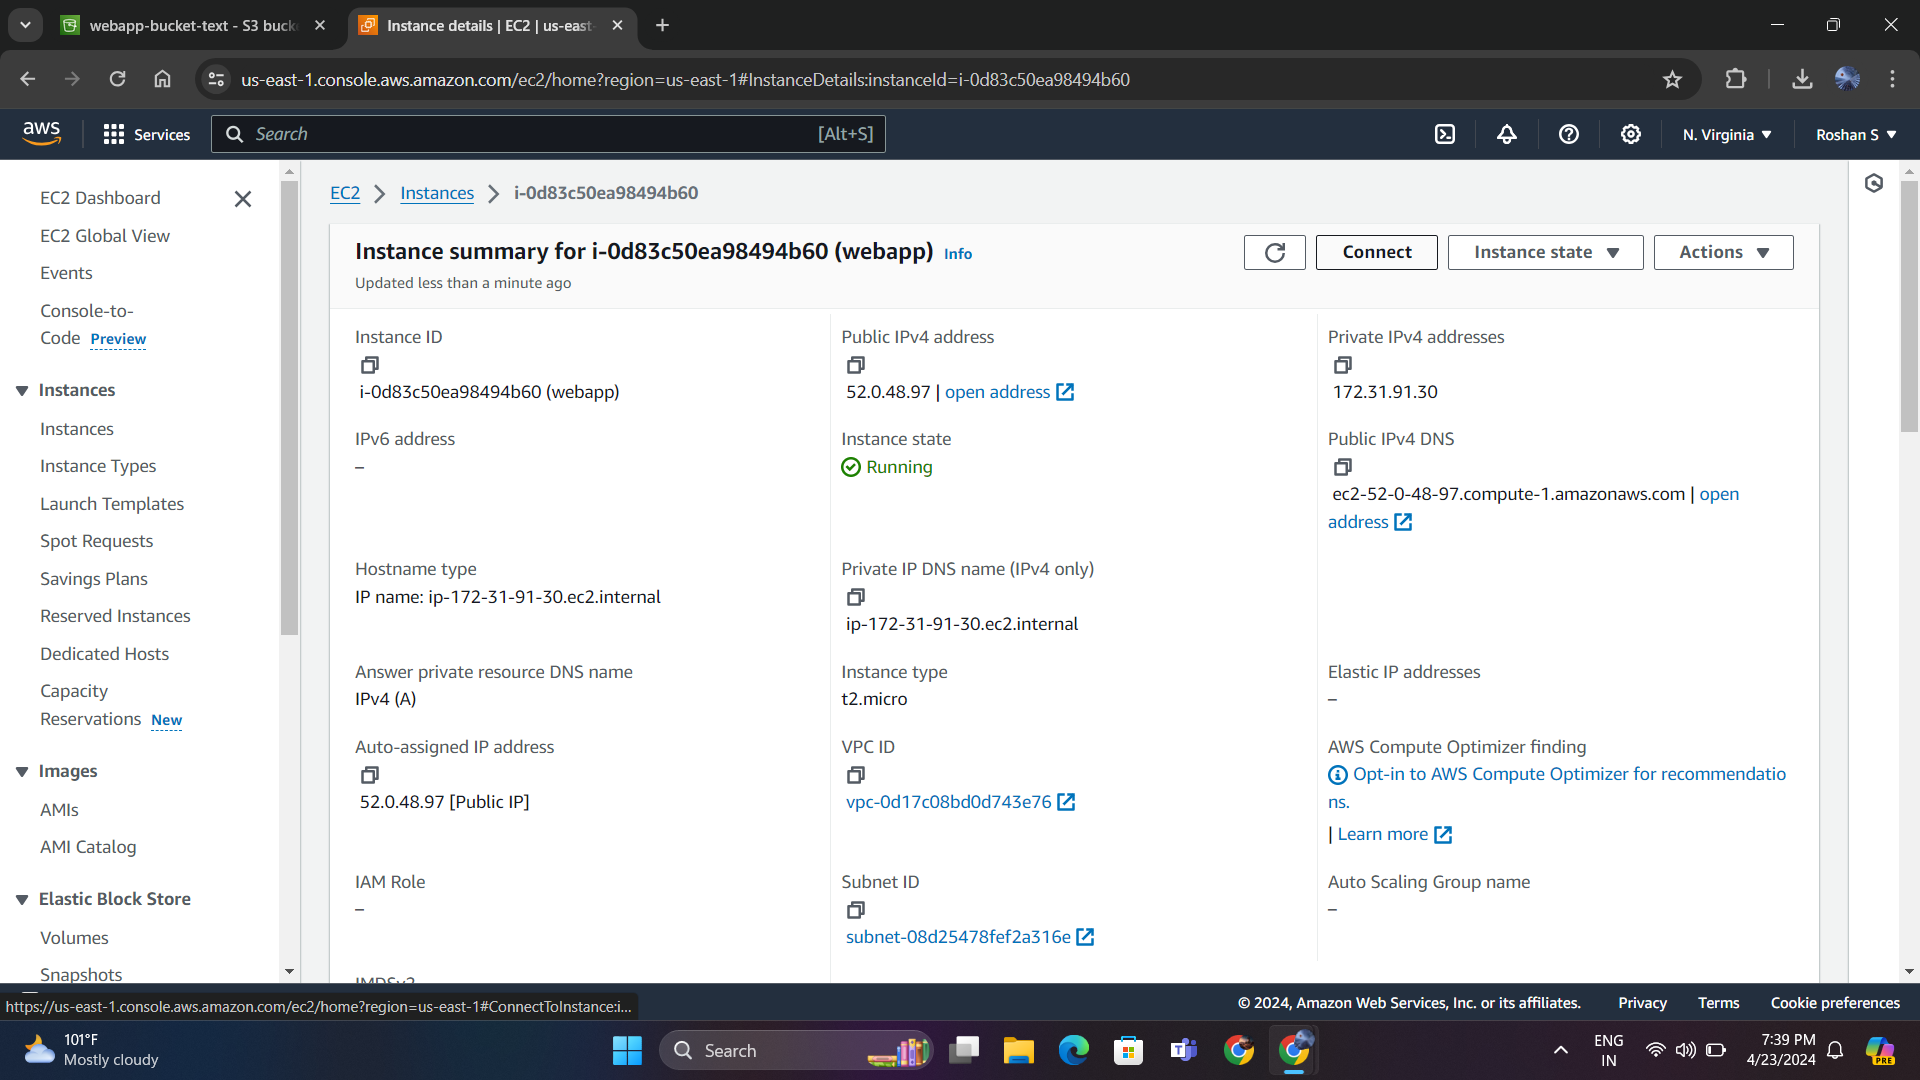 webapp-bucket-text - S3 buck
Instance details | EC2 | us-east-
us-east-1.console.aws.amazon.com/ec2/home?region=us-east-1#InstanceDetails:instanceId=i-0d83c50ea98494b60
aws
Services
Search
[Alt+S]
N. Virginia
Roshan S
EC2 Dashboard
EC2 Global View
Events
Console-to-
Code Preview
Instances
Instances
Instance Types
Launch Templates
Spot Requests
Savings Plans
Reserved Instances
Dedicated Hosts
Capacity
Reservations New
Images
AMIs
AMI Catalog
Elastic Block Store
Volumes
Snapshots
EC2
Instances
i-0d83c50ea98494b60
Instance summary for i-0d83c50ea98494b60 (webapp) Info
Updated less than a minute ago
Connect
Instance state
Actions
Instance ID
i-0d83c50ea98494b60 (webapp)
Public IPv4 address
52.0.48.97 | open address
Private IPv4 addresses
172.31.91.30
IPv6 address
–
Instance state
Running
Public IPv4 DNS
ec2-52-0-48-97.compute-1.amazonaws.com | open
address
Hostname type
IP name: ip-172-31-91-30.ec2.internal
Private IP DNS name (IPv4 only)
ip-172-31-91-30.ec2.internal
Answer private resource DNS name
IPv4 (A)
Instance type
t2.micro
Elastic IP addresses
–
Auto-assigned IP address
52.0.48.97 [Public IP]
VPC ID
vpc-0d17c08bd0d743e76
AWS Compute Optimizer finding
Opt-in to AWS Compute Optimizer for recommendatio
ns.
| Learn more
IAM Role
–
Subnet ID
subnet-08d25478fef2a316e
Auto Scaling Group name
–
IMDSv2
https://us-east-1.console.aws.amazon.com/ec2/home?region=us-east-1#ConnectToInstance:i...
© 2024, Amazon Web Services, Inc. or its affiliates.
Privacy
Terms
Cookie preferences
101°F
Mostly cloudy
Search
ENG
IN
7:39 PM
4/23/2024
PRE